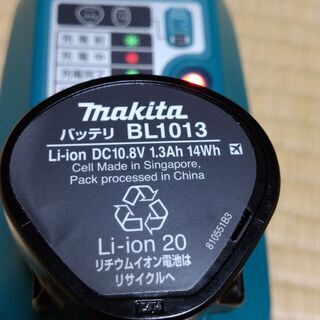 makita
バッテリ BL1013
Li-ion DC10.8V 1.3Ah 14Wh
Cell Made in Singapore,
Pack processed in China
Li-ion 20
リチウムイオン電池は
リサイクルへ
810551B3